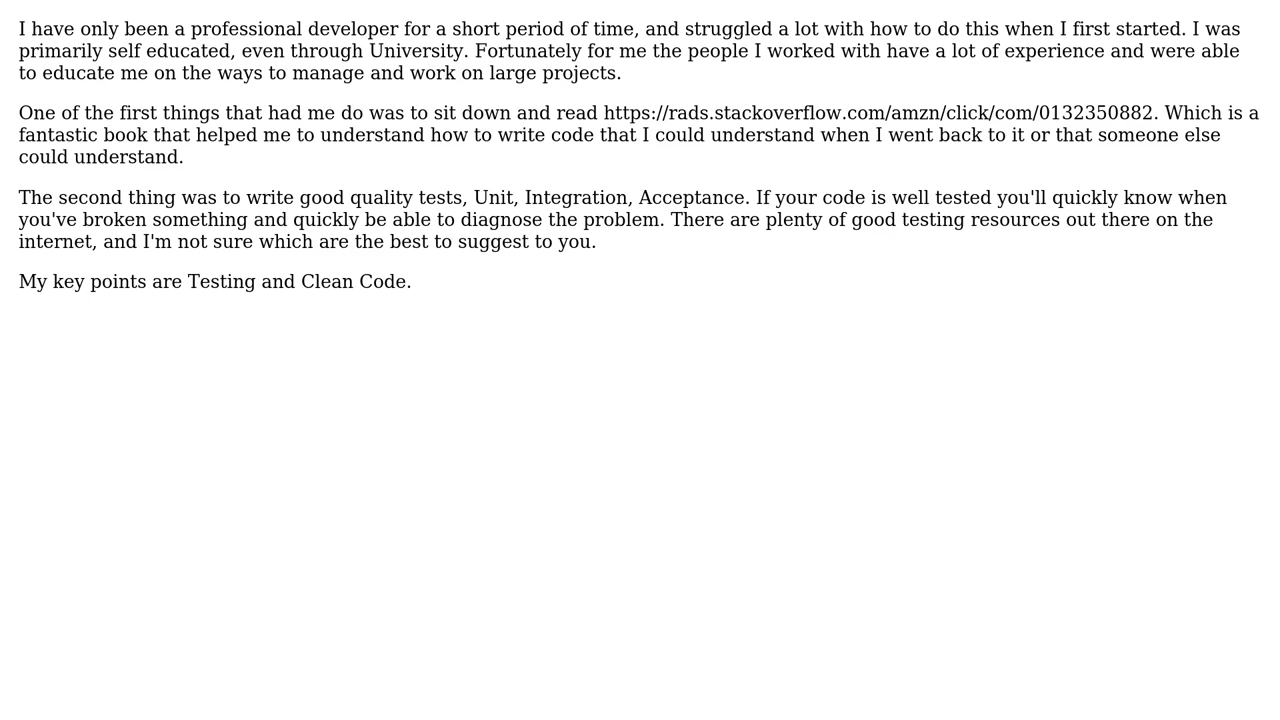 I have only been a professional developer for a short period of time, and struggled a lot with how to do this when I first started. I was
primarily self educated, even through University. Fortunately for me the people I worked with have a lot of experience and were able
to educate me on the ways to manage and work on large projects.
One of the first things that had me do was to sit down and read https://rads.stackoverflow.com/amzn/click/com/0132350882. Which is a
fantastic book that helped me to understand how to write code that I could understand when I went back to it or that someone else
could understand.
The second thing was to write good quality tests, Unit, Integration, Acceptance. If your code is well tested you'll quickly know when
you've broken something and quickly be able to diagnose the problem. There are plenty of good testing resources out there on the
internet, and I'm not sure which are the best to suggest to you.
My key points are Testing and Clean Code.